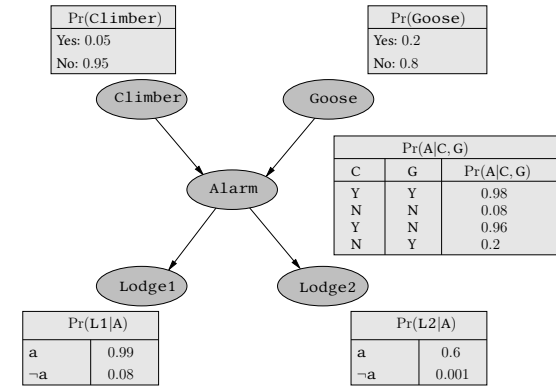 Pr(Climber)
Yes: 0.05
No: 0.95
Pr(Goose)
Yes: 0.2
No: 0.8
Climber
Goose
Pr(A|C, G)
C G Pr(A|C, G)
Y Y 0.98
N N 0.08
Y N 0.96
N Y 0.2
Alarm
Lodge1
Lodge2
Pr(L1|A)
a 0.99
¬a 0.08
Pr(L2|A)
a 0.6
¬a 0.001